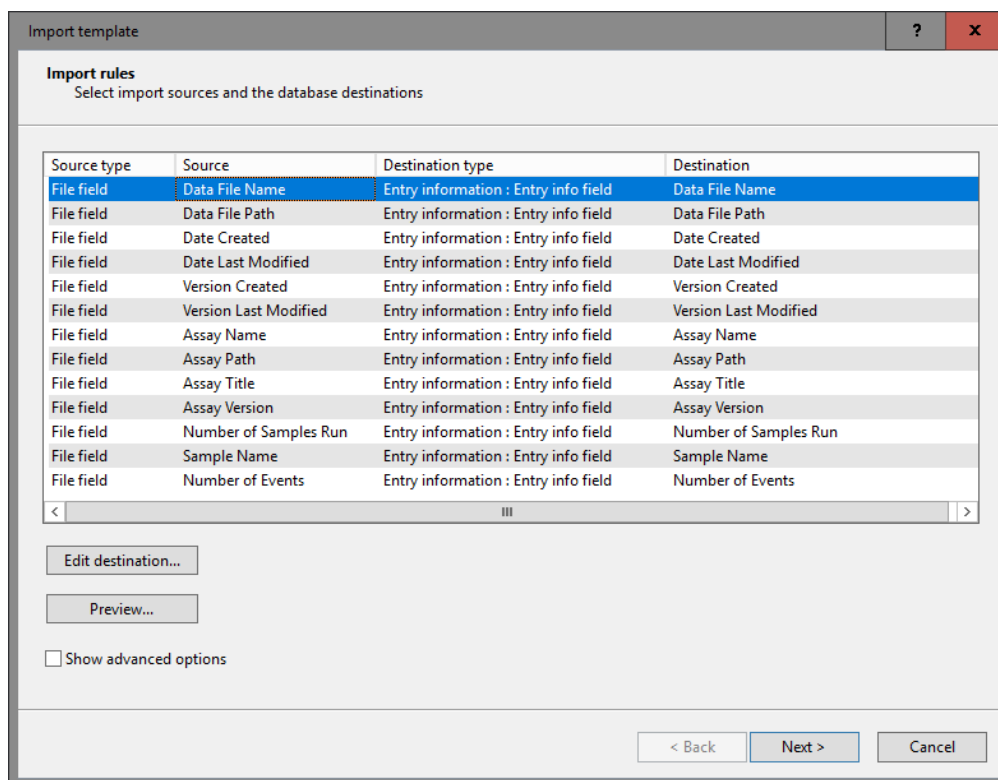 Import template ? x
Import rules
Select import sources and the database destinations
Source type Source Destination type Destination
File field Data File Name Entry information : Entry info field Data File Name
File field Data File Path Entry information : Entry info field Data File Path
File field Date Created Entry information : Entry info field Date Created
File field Date Last Modified Entry information : Entry info field Date Last Modified
File field Version Created Entry information : Entry info field Version Created
File field Version Last Modified Entry information : Entry info field Version Last Modified
File field Assay Name Entry information : Entry info field Assay Name
File field Assay Path Entry information : Entry info field Assay Path
File field Assay Title Entry information : Entry info field Assay Title
File field Assay Version Entry information : Entry info field Assay Version
File field Number of Samples Run Entry information : Entry info field Number of Samples Run
File field Sample Name Entry information : Entry info field Sample Name
File field Number of Events Entry information : Entry info field Number of Events
Edit destination...
Preview...
Show advanced options
< Back Next > Cancel